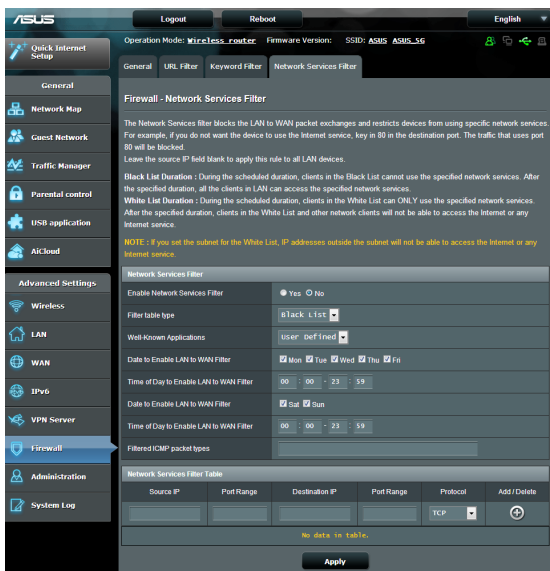 ASUS
Logout
Reboot
English
Quick Internet
Setup
Operation Mode: Wireless router Firmware Version: SSID: ASUS ASUS_5G
General URL Filter Keyword Filter Network Services Filter
General
Network Map
Guest Network
Traffic Manager
Parental control
USB application
AiCloud
Advanced Settings
Wireless
LAN
WAN
IPv6
VPN Server
Firewall
Administration
System Log
Firewall - Network Services Filter
The Network Services filter blocks the LAN to WAN packet exchanges and restricts devices from using specific network services.
For example, if you do not want the device to use the Internet service, key in 80 in the destination port. The traffic that uses port
80 will be blocked.
Leave the source IP field blank to apply this rule to all LAN devices.
Black List Duration : During the scheduled duration, clients in the Black List cannot use the specified network services. After
the specified duration, all the clients in LAN can access the specified network services.
White List Duration : During the scheduled duration, clients in the White List can ONLY use the specified network services.
After the specified duration, clients in the White List and other network clients will not be able to access the Internet or any
Internet service.
NOTE : If you set the subnet for the White List, IP addresses outside the subnet will not be able to access the Internet or any
Internet service.
Network Services Filter
Enable Network Services Filter Yes No
Filter table type Black List
Well-Known Applications User Defined
Date to Enable LAN to WAN Filter Mon Tue Wed Thu Fri
Time of Day to Enable LAN to WAN Filter 00 : 00 - 23 : 59
Date to Enable LAN to WAN Filter Sat Sun
Time of Day to Enable LAN to WAN Filter 00 : 00 - 23 : 59
Filtered ICMP packet types
Network Services Filter Table
Source IP Port Range Destination IP Port Range Protocol Add / Delete
TCP
No data in table.
Apply